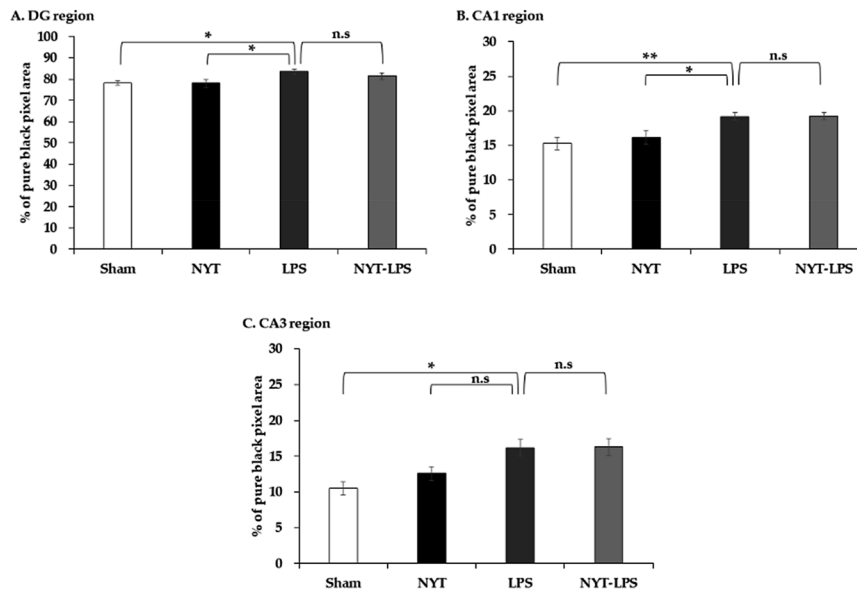 A. DG region
% of pure black pixel area
100
90
80
70
60
50
40
30
20
10
0
*
*
n.s
Sham NYT LPS NYT-LPS
B. CA1 region
% of pure black pixel area
30
25
20
15
10
5
0
**
*
n.s
Sham NYT LPS NYT-LPS
C. CA3 region
% of pure black pixel area
30
25
20
15
10
5
0
*
n.s
n.s
Sham NYT LPS NYT-LPS